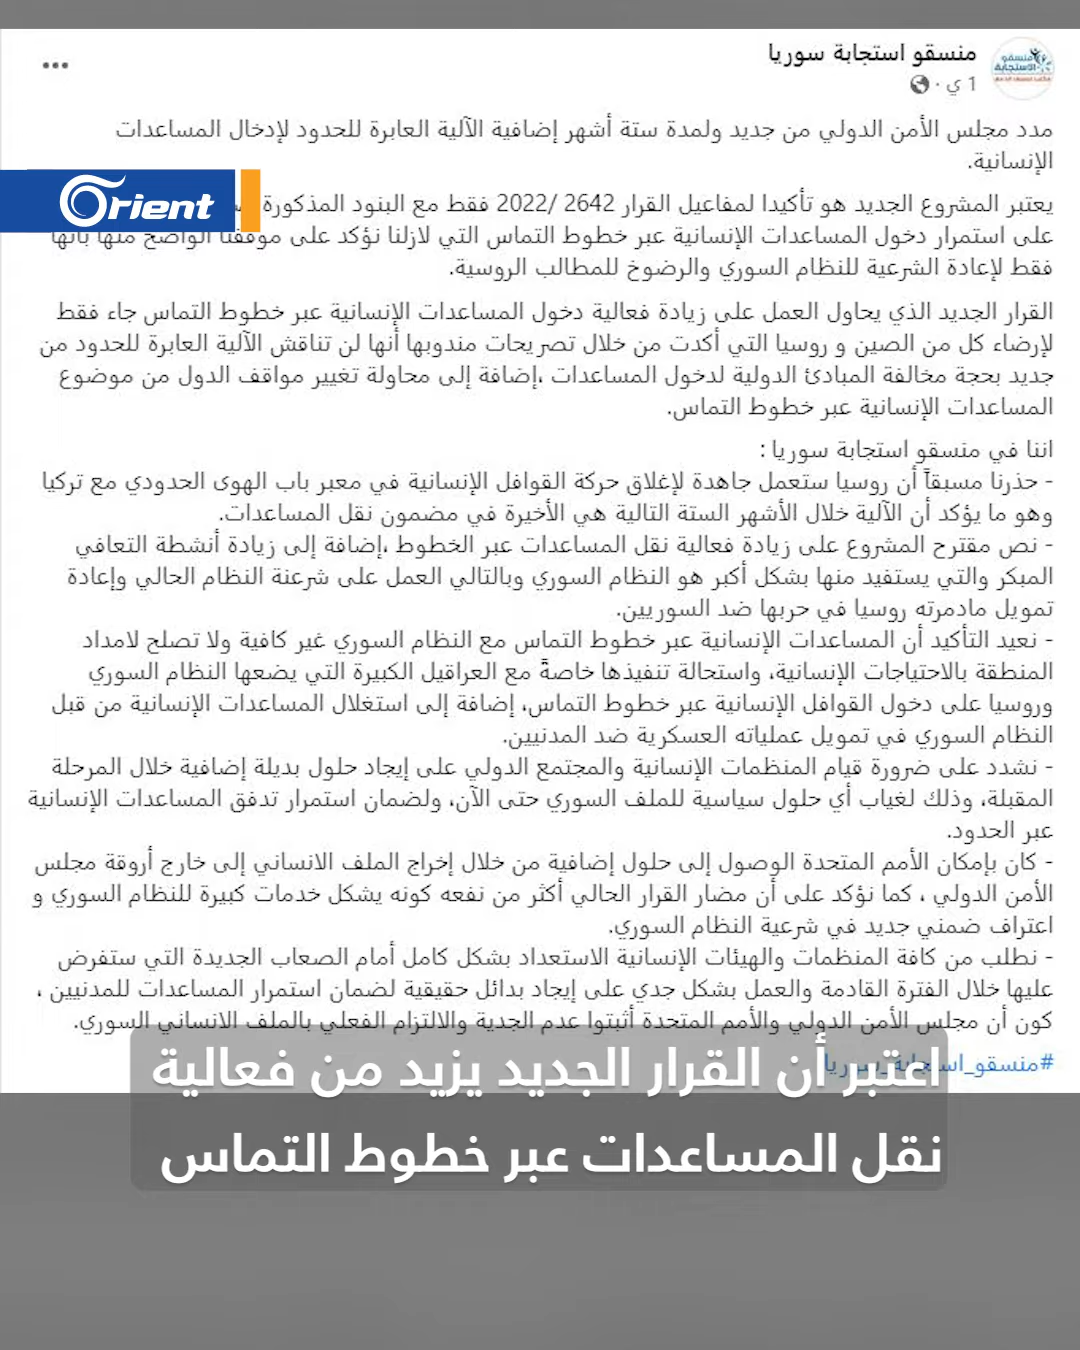 منسقو استجابة سوريا
1 ي ·
مدد مجلس الأمن الدولي من جديد ولمدة ستة أشهر إضافية الآلية العابرة للحدود لإدخال المساعدات
الإنسانية.
Orient
يعتبر المشروع الجديد هو تأكيدا لمفاعيل القرار 2642 /2022 فقط مع البنود المذكورة
على استمرار دخول المساعدات الإنسانية عبر خطوط التماس التي لازلنا نؤكد على موقفنا الواضح منها بأنها
فقط لإعادة الشرعية للنظام السوري والرضوخ للمطالب الروسية.
القرار الجديد الذي يحاول العمل على زيادة فعالية دخول المساعدات الإنسانية عبر خطوط التماس جاء فقط
لإرضاء كل من الصين و روسيا التي أكدت من خلال تصريحات مندوبها أنها لن تناقش الآلية العابرة للحدود من
جديد بحجة مخالفة المبادئ الدولية لدخول المساعدات ،إضافة إلى محاولة تغيير مواقف الدول من موضوع
المساعدات الإنسانية عبر خطوط التماس.
اننا في منسقو استجابة سوريا :
- حذرنا مسبقاً أن روسيا ستعمل جاهدة لإغلاق حركة القوافل الإنسانية في معبر باب الهوى الحدودي مع تركيا
وهو ما يؤكد أن الآلية خلال الأشهر الستة التالية هي الأخيرة في مضمون نقل المساعدات.
- نص مقترح المشروع على زيادة فعالية نقل المساعدات عبر الخطوط ،إضافة إلى زيادة أنشطة التعافي
المبكر والتي يستفيد منها بشكل أكبر هو النظام السوري وبالتالي العمل على شرعنة النظام الحالي وإعادة
تمويل مادمرته روسيا في حربها ضد السوريين.
- نعيد التأكيد أن المساعدات الإنسانية عبر خطوط التماس مع النظام السوري غير كافية ولا تصلح لامداد
المنطقة بالاحتياجات الإنسانية، واستحالة تنفيذها خاصةً مع العراقيل الكبيرة التي يضعها النظام السوري
وروسيا على دخول القوافل الإنسانية عبر خطوط التماس، إضافة إلى استغلال المساعدات الإنسانية من قبل
النظام السوري في تمويل عملياته العسكرية ضد المدنيين.
- نشدد على ضرورة قيام المنظمات الإنسانية والمجتمع الدولي على إيجاد حلول بديلة إضافية خلال المرحلة
المقبلة، وذلك لغياب أي حلول سياسية للملف السوري حتى الآن، ولضمان استمرار تدفق المساعدات الإنسانية
عبر الحدود.
- كان بإمكان الأمم المتحدة الوصول إلى حلول إضافية من خلال إخراج الملف الانساني إلى خارج أروقة مجلس
الأمن الدولي ، كما نؤكد على أن مضار القرار الحالي أكثر من نفعه كونه يشكل خدمات كبيرة للنظام السوري و
اعتراف ضمني جديد في شرعية النظام السوري.
- نطلب من كافة المنظمات والهيئات الإنسانية الاستعداد بشكل كامل أمام الصعاب الجديدة التي ستفرض
عليها خلال الفترة القادمة والعمل بشكل جدي على إيجاد بدائل حقيقية لضمان استمرار المساعدات للمدنيين ،
كون أن مجلس الأمن الدولي والأمم المتحدة أثبتوا عدم الجدية والالتزام الفعلي بالملف الانساني السوري.
#منسقو_استجابة_سوريا
اعتبر أن القرار الجديد يزيد من فعالية
نقل المساعدات عبر خطوط التماس